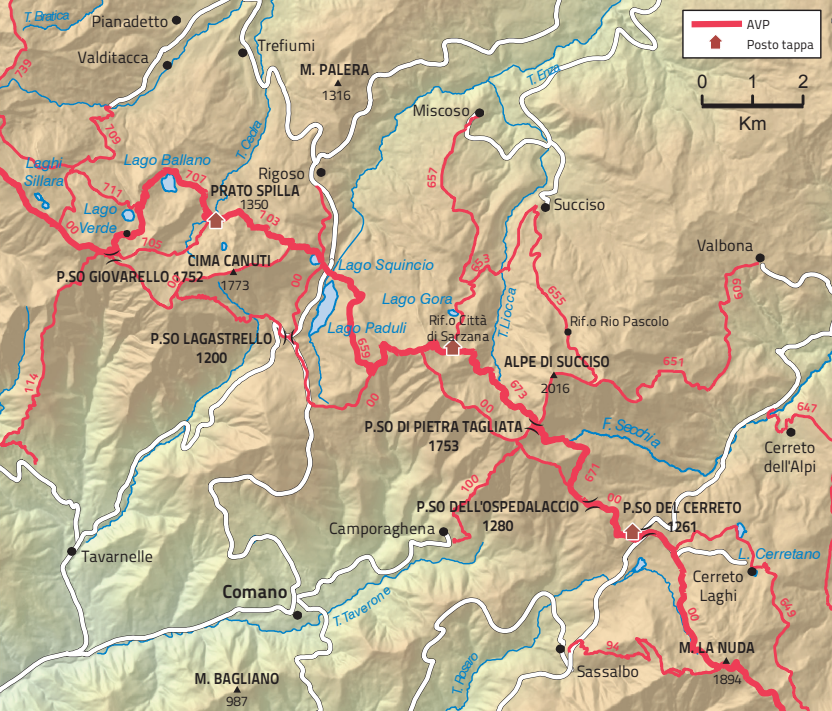 T. Bratica
Pianadetto
Trefiumi
Valditacca
M. PALERA
1316
AVP
Posto tappa
0 1 2
Km
739
709
T. Enza
Miscoso
T. Cedra
Lago Ballano
707
Laghi
Sillara
711
Rigoso
PRATO SPILLA
1350
657
Succiso
Lago
Verde
00
703
705
Valbona
CIMA CANUTI
1773
P.SO GIOVARELLO 1752
00
00
Lago Squincio
653
609
Lago Gora
655
T. Liocca
Lago Paduli
Rif.o Città
di Sarzana
Rif.o Rio Pascolo
P.SO LAGASTRELLO
1200
659
114
ALPE DI SUCCISO
2016
651
673
00
00
647
P.SO DI PIETRA TAGLIATA
1753
F. Secchia
Cerreto
dell'Alpi
671
100
P.SO DELL'OSPEDALACCIO
1280
00
P.SO DEL CERRETO
1261
Camporaghena
Tavarnelle
L. Cerretano
Cerreto
Laghi
Comano
T. Taverone
649
00
94
M. LA NUDA
1894
T. Rosaro
Sassalbo
M. BAGLIANO
987